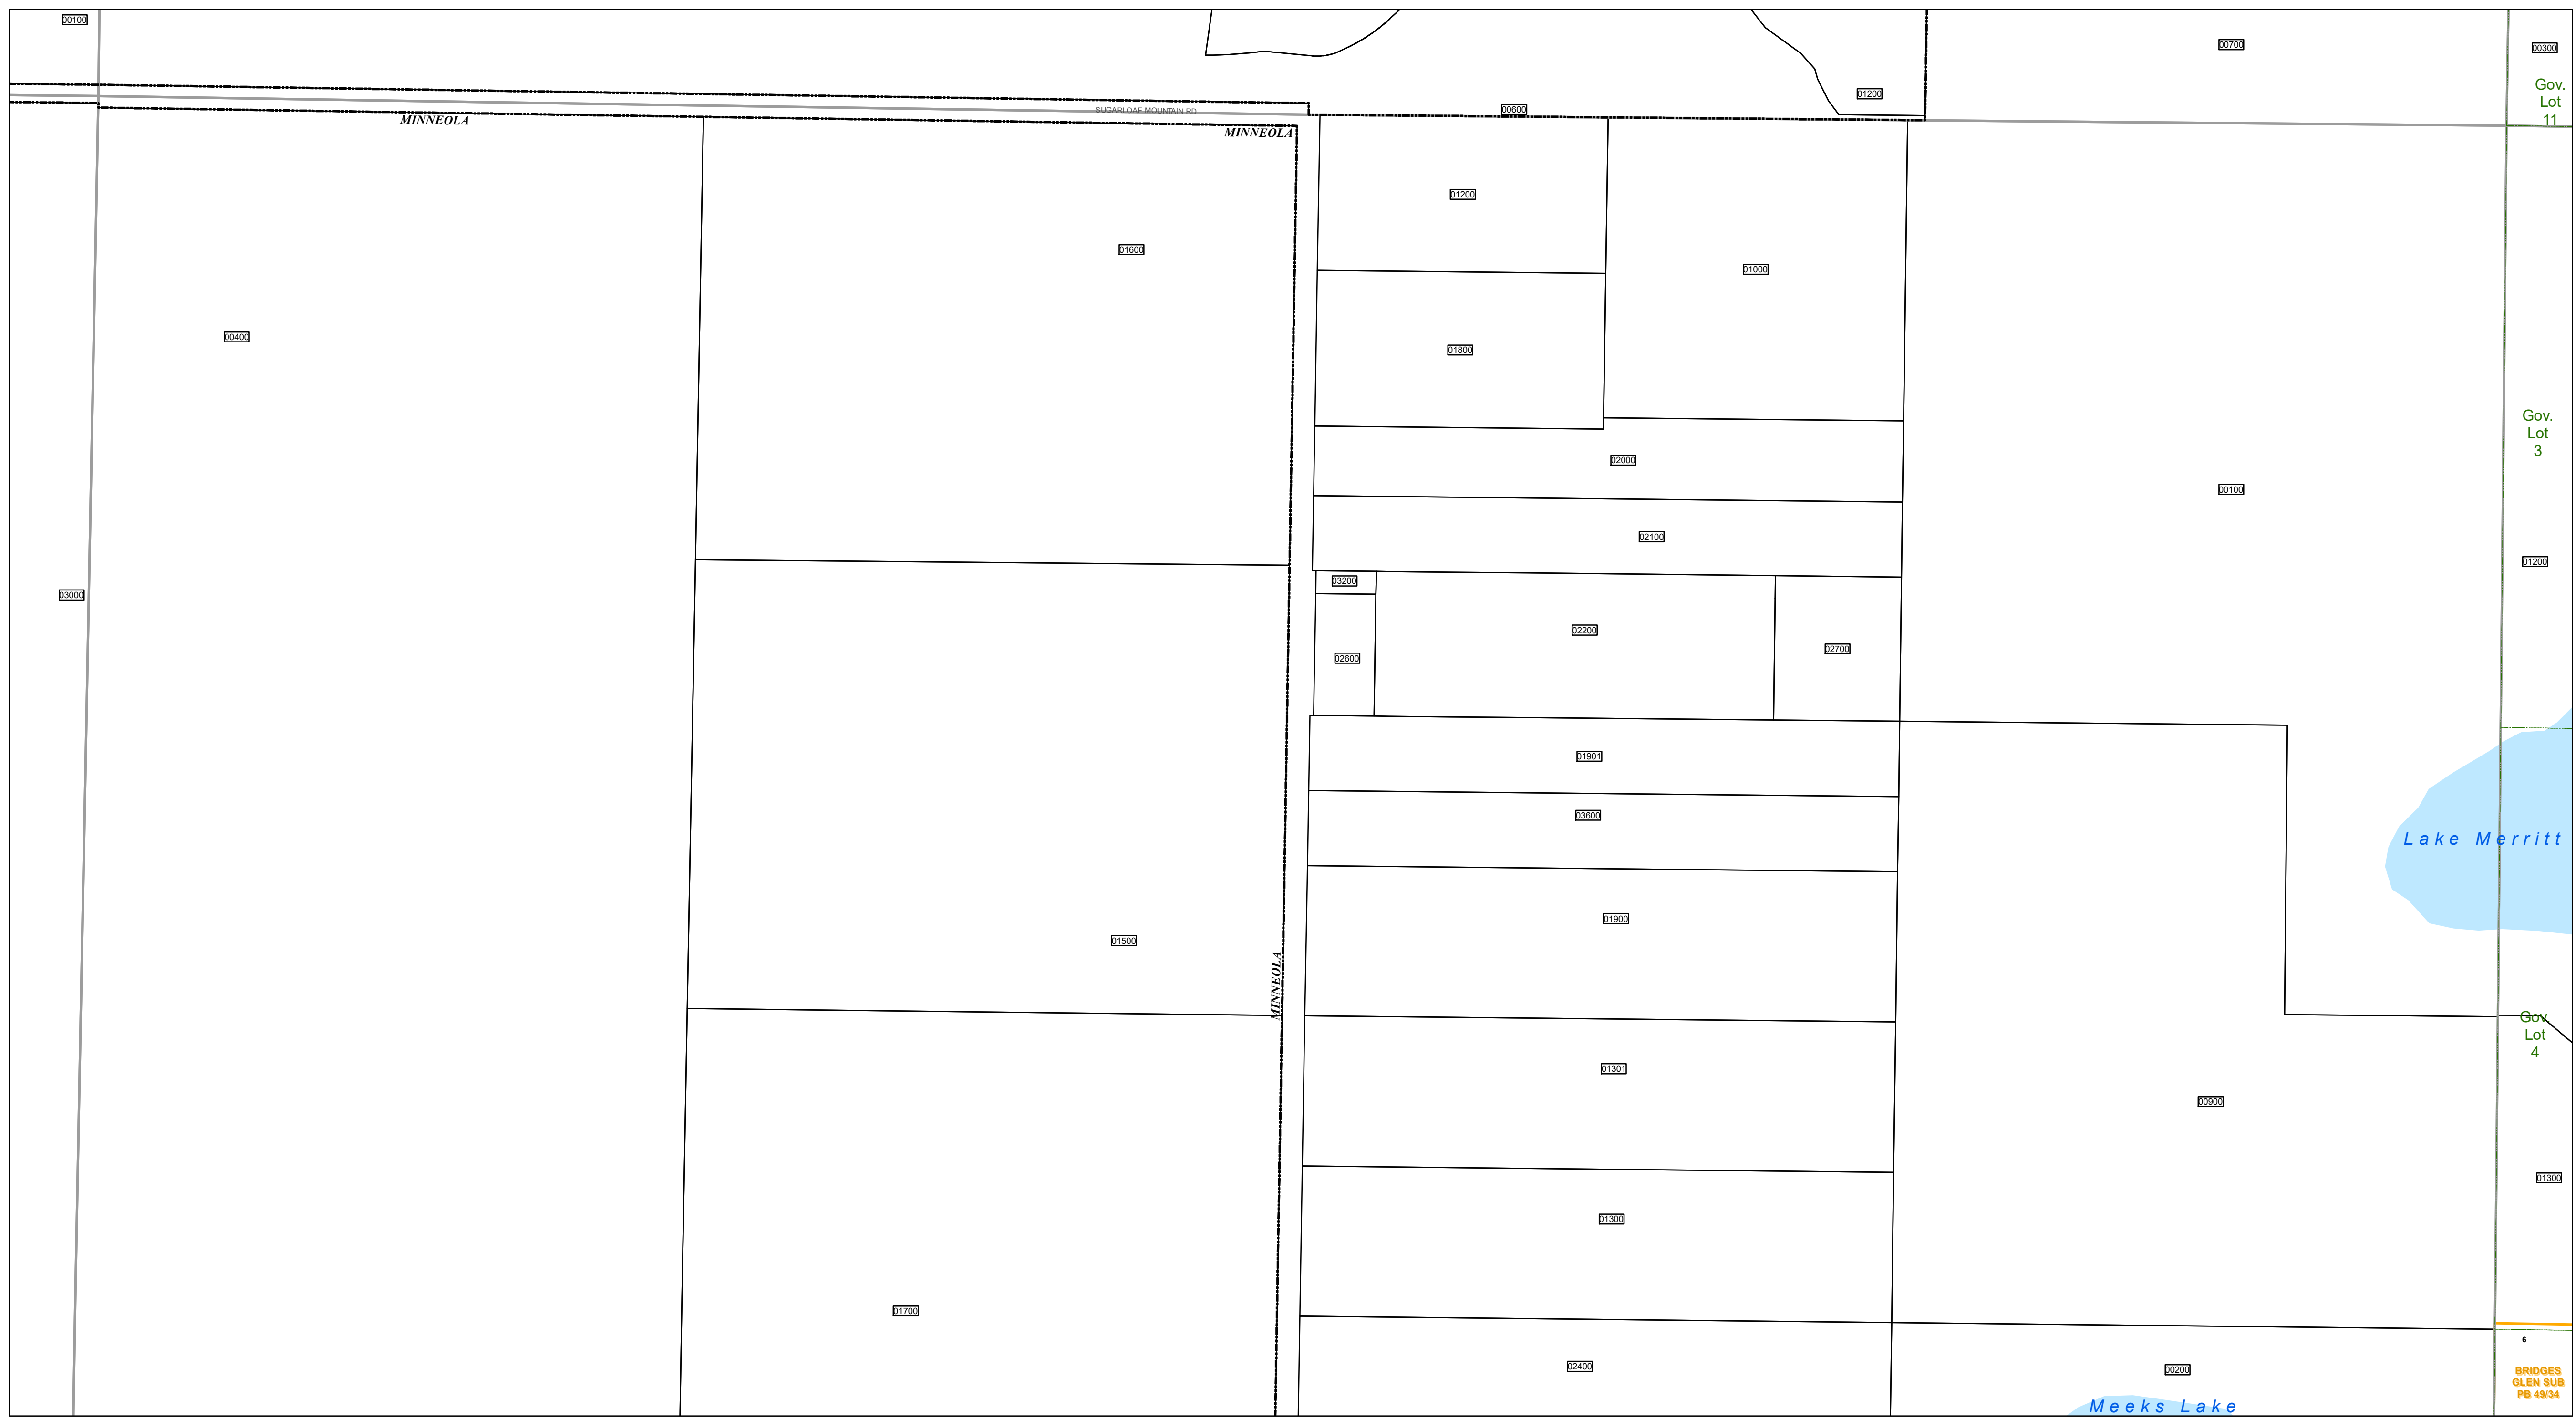 00100
00700
00300
Gov.
Lot
11
01200
00600
SUGARLOAF MOUNTAIN RD
MINNEOLA
MINNEOLA
01200
01600
01000
00400
01800
Gov.
Lot
3
02000
00100
02100
01200
03200
03000
02200
02700
02600
01901
03600
Lake Merritt
01900
01500
MINNEOLA
Gov.
Lot
4
01301
00900
01300
01300
01700
6
02400
00200
BRIDGES
GLEN SUB
PB 49/34
Meeks Lake